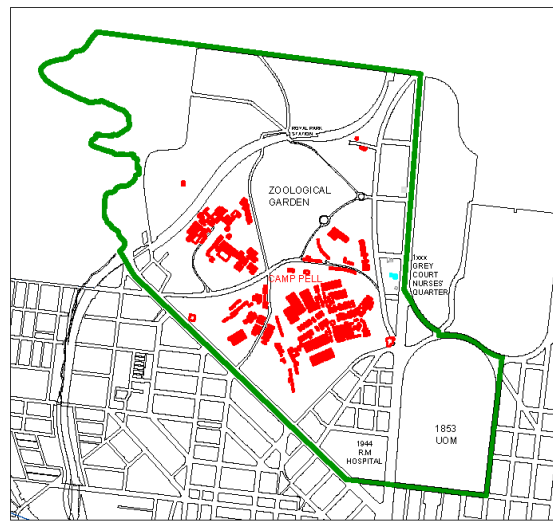 ROYAL PARK
STATION
ZOOLOGICAL
GARDEN
1xxx
GREY
COURT
NURSES'
QUARTER
CAMP PELL
1853
UOM
1944
R.M
HOSPITAL